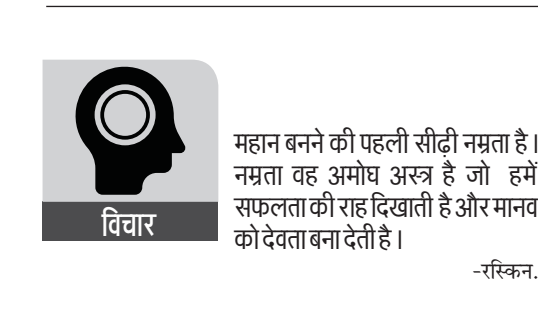 विचार
महान बनने की पहली सीढ़ी नम्रता है।
नम्रता वह अमोघ अस्त्र है जो हमें
सफलता की राह दिखाती है और मानव
को देवता बना देती है।
-रस्किन.